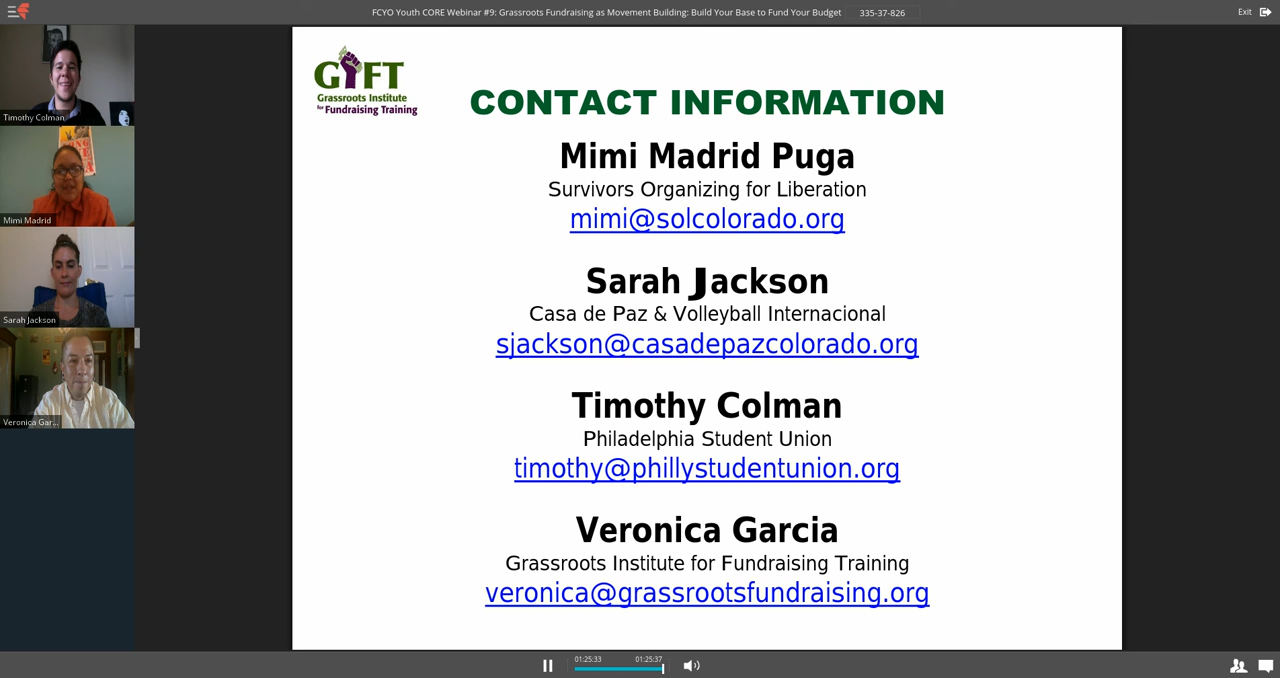 FCYO Youth CORE Webinar #9: Grassroots Fundraising as Movement Building: Build Your Base to Fund Your Budget 335-37-826
Exit
Timothy Colman
Mimi Madrid
Sarah Jackson
Veronica Gar...
GIFT
Grassroots Institute
for Fundraising Training
CONTACT INFORMATION
Mimi Madrid Puga
Survivors Organizing for Liberation
mimi@solcolorado.org
Sarah Jackson
Casa de Paz & Volleyball Internacional
sjackson@casadepazcolorado.org
Timothy Colman
Philadelphia Student Union
timothy@phillystudentunion.org
Veronica Garcia
Grassroots Institute for Fundraising Training
veronica@grassrootsfundraising.org
01:25:33 01:25:37